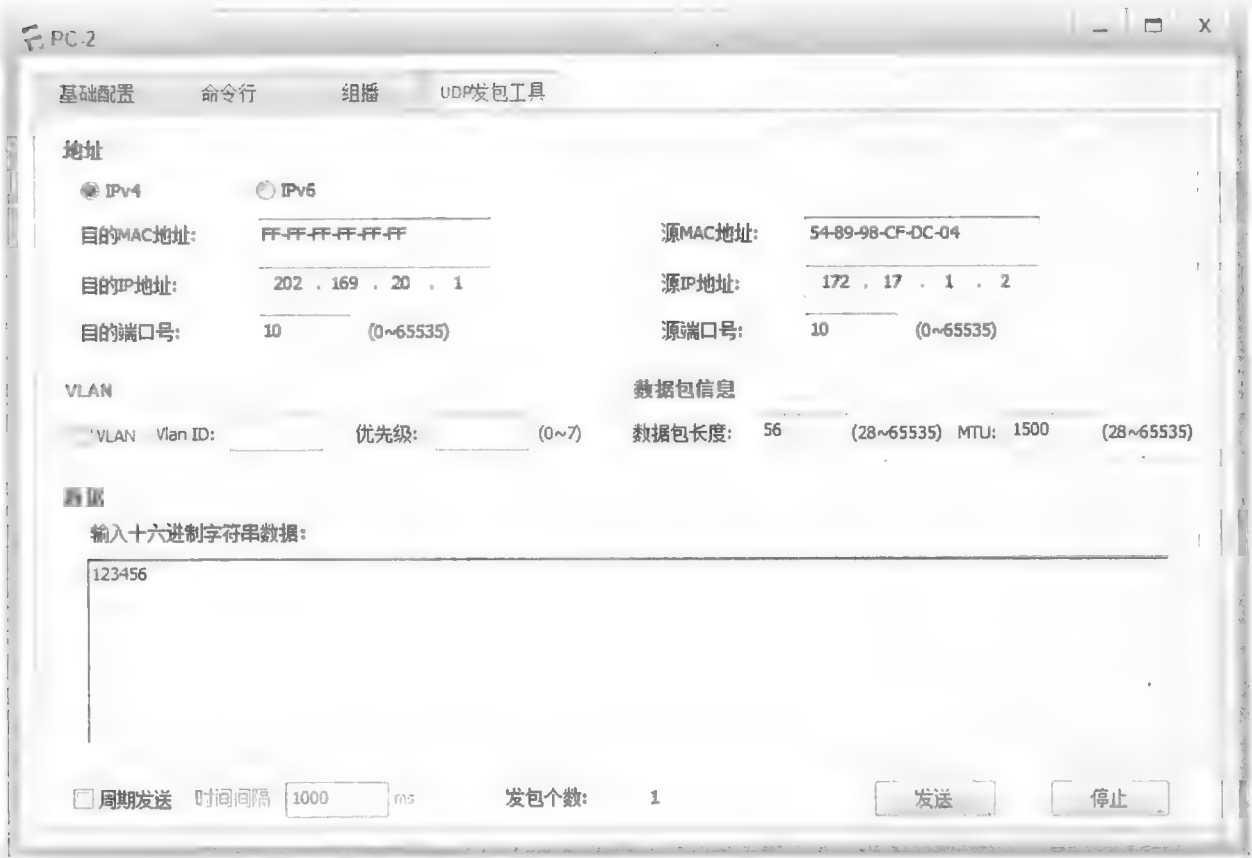 PC-2
X
基础配置 命令行 组播 UDP发包工具
地址
IPv4 IPv6
目的MAC地址: FF-FF-FF-FF-FF-FF 源MAC地址: 54-89-98-CF-DC-04
目的IP地址: 202 . 169 . 20 . 1 源IP地址: 172 . 17 . 1 . 2
目的端口号: 10 (0~65535) 源端口号: 10 (0~65535)
VLAN 数据包信息
VLAN Vlan ID: 优先级: (0~7) 数据包长度: 56 (28~65535) MTU: 1500 (28~65535)
数据
输入十六进制字符串数据:
123456
周期发送 时间间隔 1000 ms 发包个数: 1 发送 停止